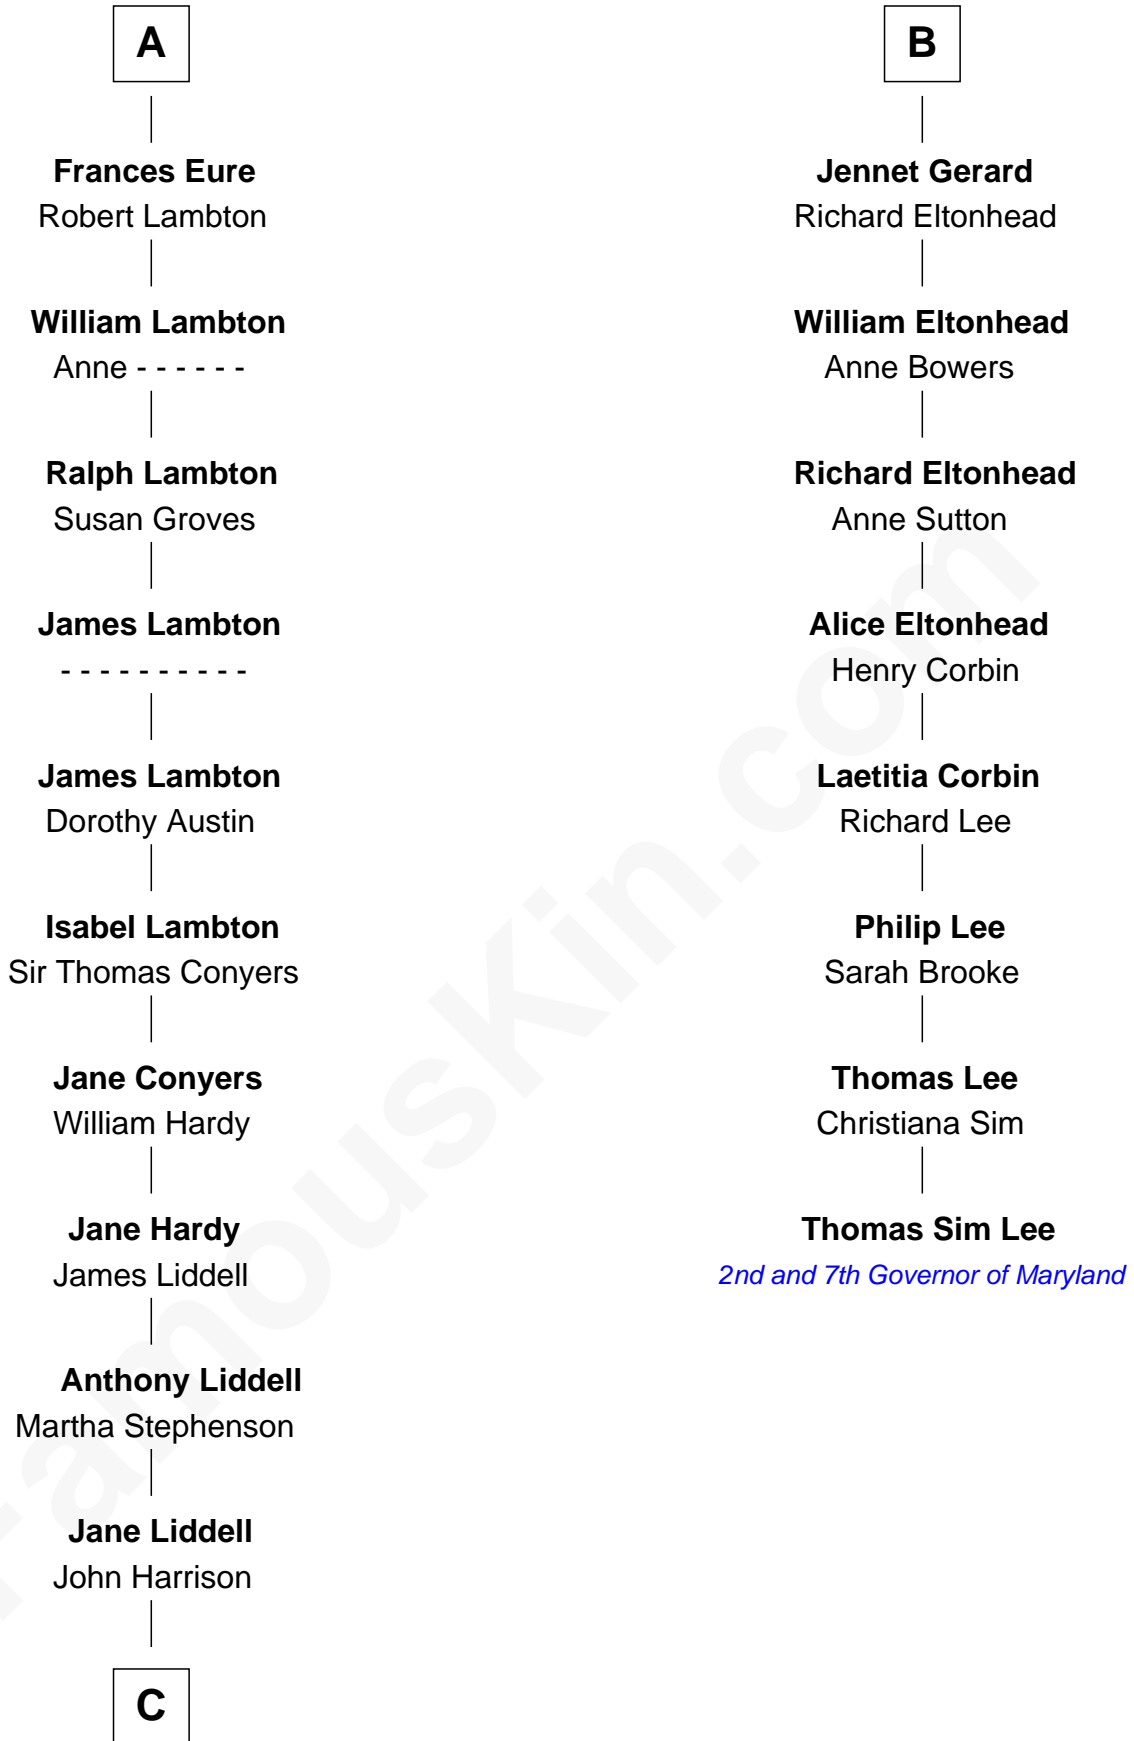 A
Frances Eure
Robert Lambton
William Lambton
Anne - - - - - -
Ralph Lambton
Susan Groves
James Lambton
- - - - - - - - - -
James Lambton
Dorothy Austin
Isabel Lambton
Sir Thomas Conyers
Jane Conyers
William Hardy
Jane Hardy
James Liddell
Anthony Liddell
Martha Stephenson
Jane Liddell
John Harrison
C
B
Jennet Gerard
Richard Eltonhead
William Eltonhead
Anne Bowers
Richard Eltonhead
Anne Sutton
Alice Eltonhead
Henry Corbin
Laetitia Corbin
Richard Lee
Philip Lee
Sarah Brooke
Thomas Lee
Christiana Sim
Thomas Sim Lee
2nd and 7th Governor of Maryland
FamousKin.com